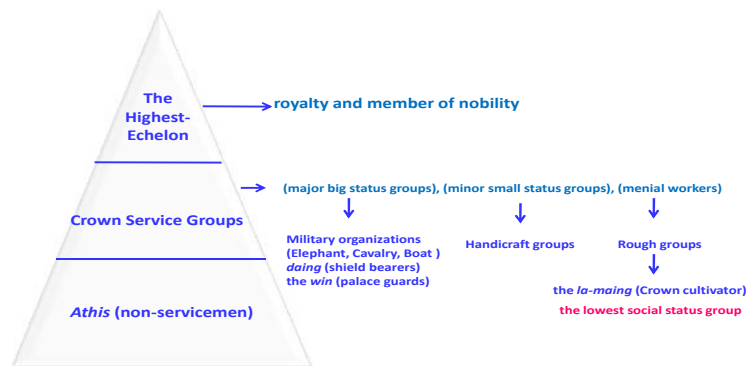 The
Highest-
Echelon
royalty and member of nobility
Crown Service Groups
(major big status groups), (minor small status groups), (menial workers)
Military organizations
(Elephant, Cavalry, Boat )
daing (shield bearers)
the win (palace guards)
Handicraft groups
Rough groups
the la-maing (Crown cultivator)
the lowest social status group
Athis (non-servicemen)